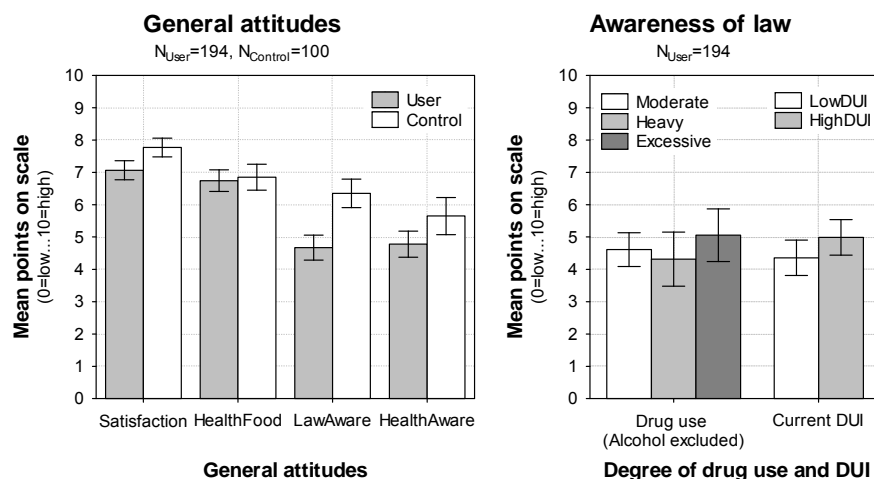 General attitudes
N_User=194, N_Control=100
Mean points on scale
(0=low...10=high)
10
9
8
7
6
5
4
3
2
1
0
User
Control
Satisfaction HealthFood LawAware HealthAware
General attitudes
Awareness of law
N_User=194
Mean points on scale
(0=low...10=high)
10
9
8
7
6
5
4
3
2
1
0
Moderate
Heavy
Excessive
LowDUI
HighDUI
Drug use
(Alcohol excluded)
Current DUI
Degree of drug use and DUI